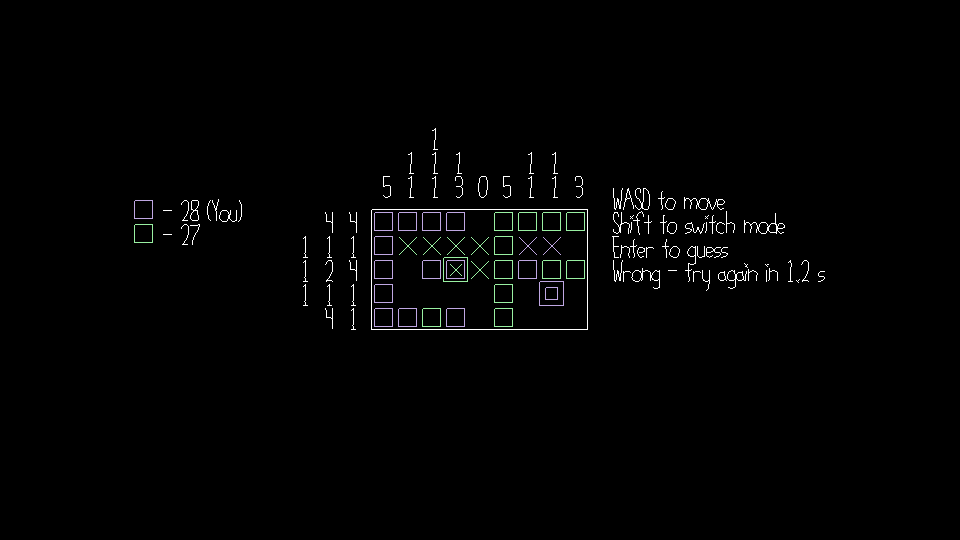 1
1 1 1 1 1
5 1 1 3 0 5 1 1 3
- 28 (You)
- 27
4 4
1 1 1
1 2 4
1 1 1
4 1
WASD to move
Shift to switch mode
Enter to guess
Wrong - try again in 1.2 s